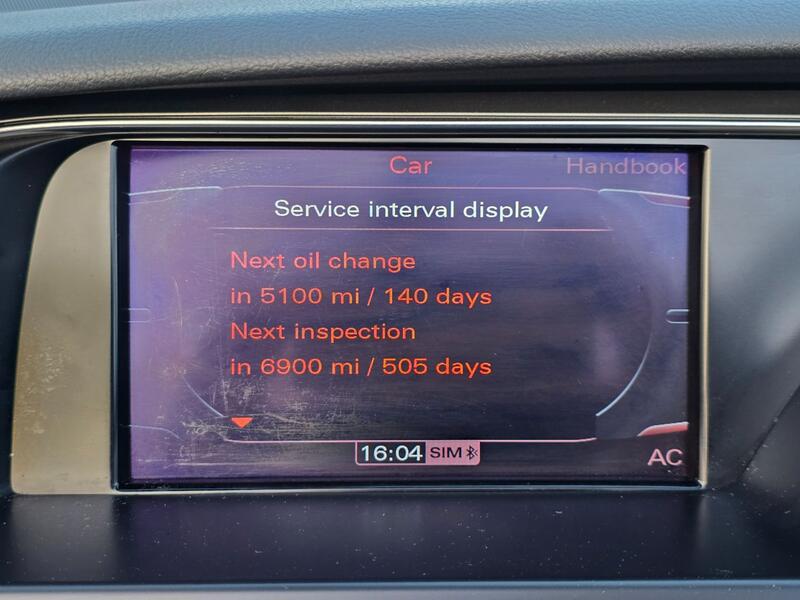 Car
Handbook
Service interval display
Next oil change
in 5100 mi / 140 days
Next inspection
in 6900 mi / 505 days
16:04 SIM
AC